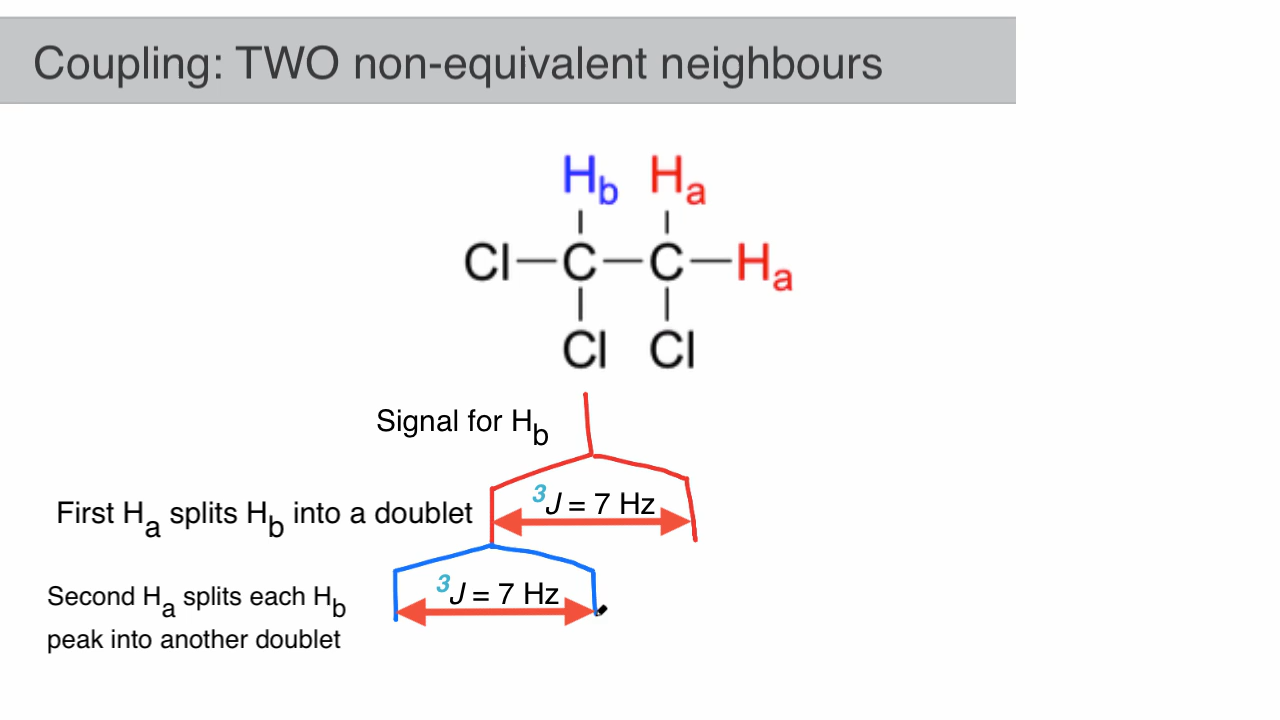 Coupling: TWO non-equivalent neighbours
Hb Ha
Cl—C—C—Ha
Cl Cl
Signal for Hb
First Ha splits Hb into a doublet
3J = 7 Hz
Second Ha splits each Hb
peak into another doublet
3J = 7 Hz